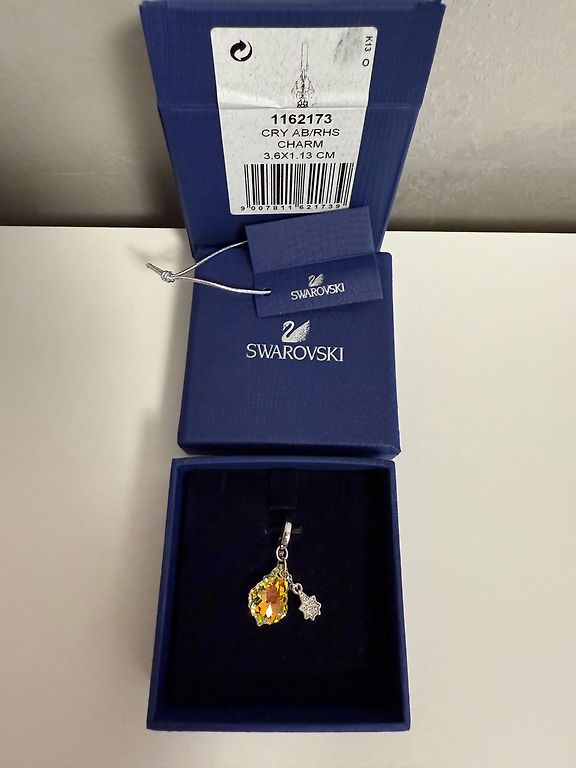 K13 O
1162173
CRY AB/RHS
CHARM
3.6X1.13 CM
9 007811 621739
SWAROVSKI
SWAROVSKI